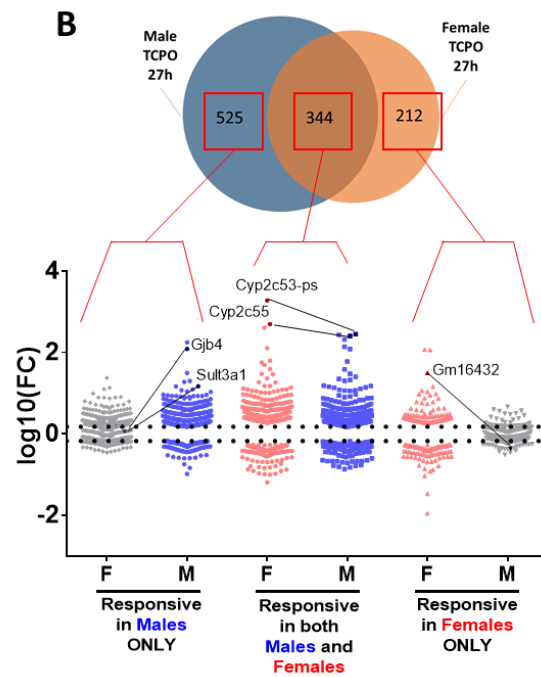 B
Male
TCPO
27h
Female
TCPO
27h
525
344
212
log10(FC)
4
2
0
-2
Cyp2c53-ps
Cyp2c55
Gjb4
Sult3a1
Gm16432
F
M
F
M
F
M
Responsive
in Males
ONLY
Responsive
in both
Males and
Females
Responsive
in Females
ONLY